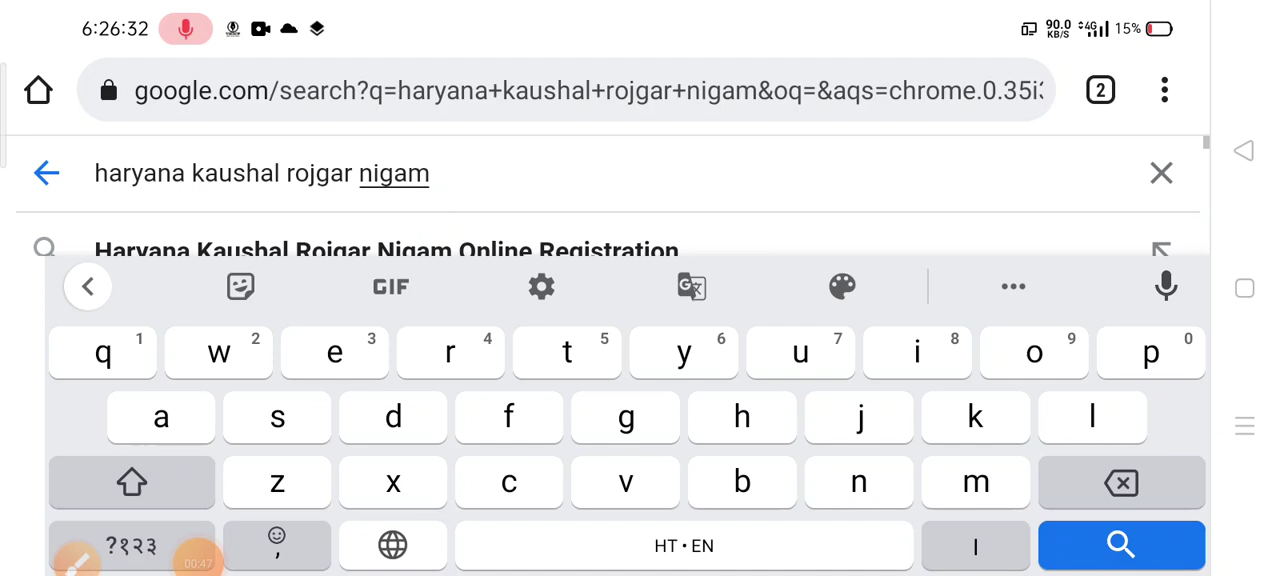 6:26:32 90.0 KB/S 4G 15%
google.com/search?q=haryana+kaushal+rojgar+nigam&oq=&aqs=chrome.0.35i 2
haryana kaushal rojgar nigam
Haryana Kaushal Rojgar Nigam Online Registration
GIF
q 1 w 2 e 3 r 4 t 5 y 6 u 7 i 8 o 9 p 0
a s d f g h j k l
z x c v b n m
?१२३ , HT • EN ।
00:47